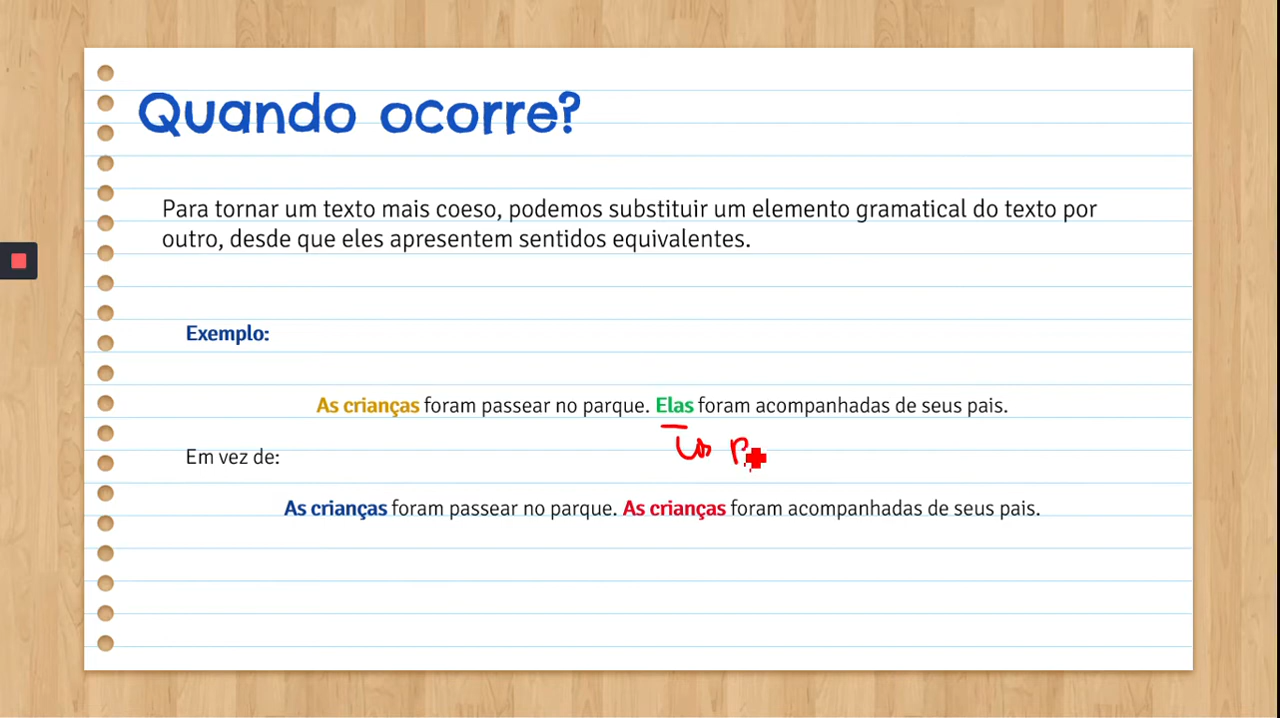 Quando ocorre?
Para tornar um texto mais coeso, podemos substituir um elemento gramatical do texto por
outro, desde que eles apresentem sentidos equivalentes.
Exemplo:
As crianças foram passear no parque. Elas foram acompanhadas de seus pais.
Em vez de:
As crianças foram passear no parque. As crianças foram acompanhadas de seus pais.